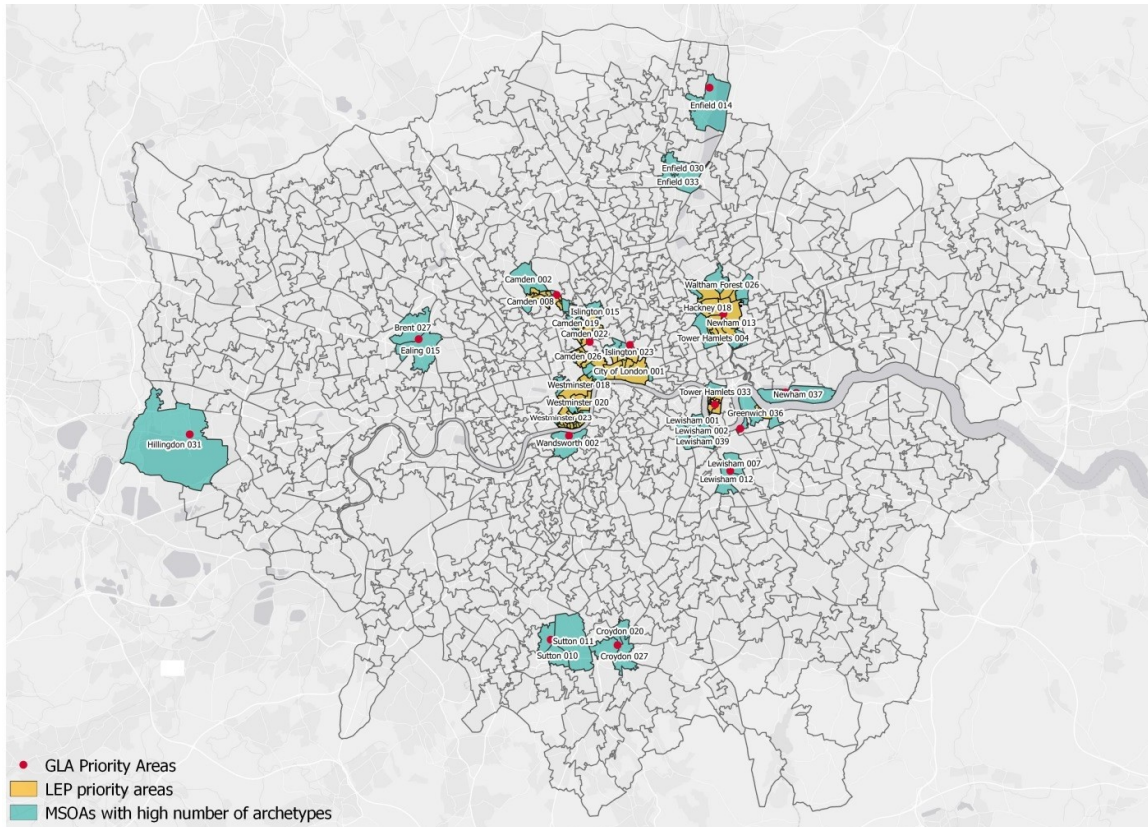 Enfield 014
Enfield 030
Enfield 033
Camden 002
Waltham Forest 026
Camden 008
Hackney 018
Islington 015
Camden 019
Newham 013
Brent 027
Camden 022
Tower Hamlets 004
Ealing 015
Islington 023
Camden 026
City of London 001
Westminster 018
Tower Hamlets 033
Newham 037
Westminster 020
Greenwich 036
Westminster 023
Lewisham 001
Lewisham 002
Hillingdon 031
Wandsworth 002
Lewisham 039
Lewisham 007
Lewisham 012
Croydon 020
Sutton 011
Sutton 010
Croydon 027
GLA Priority Areas
LEP priority areas
MSOAs with high number of archetypes